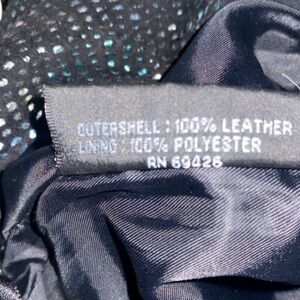 OUTERSHELL : 100% LEATHER
LINING : 100% POLYESTER
RN 69426